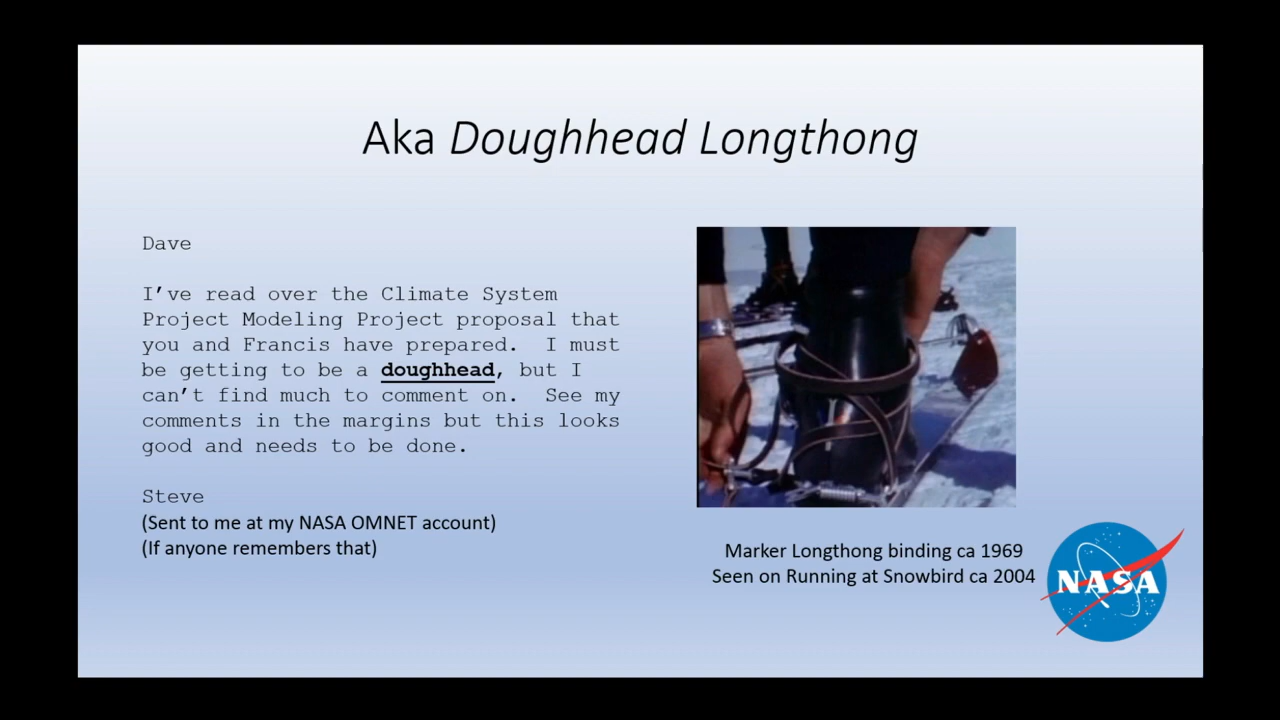 Aka Doughhead Longthong
Dave
I’ve read over the Climate System
Project Modeling Project proposal that
you and Francis have prepared.  I must
be getting to be a doughhead, but I
can’t find much to comment on.  See my
comments in the margins but this looks
good and needs to be done.
Steve
(Sent to me at my NASA OMNET account)
(If anyone remembers that)
Marker Longthong binding ca 1969
Seen on Running at Snowbird ca 2004
NASA